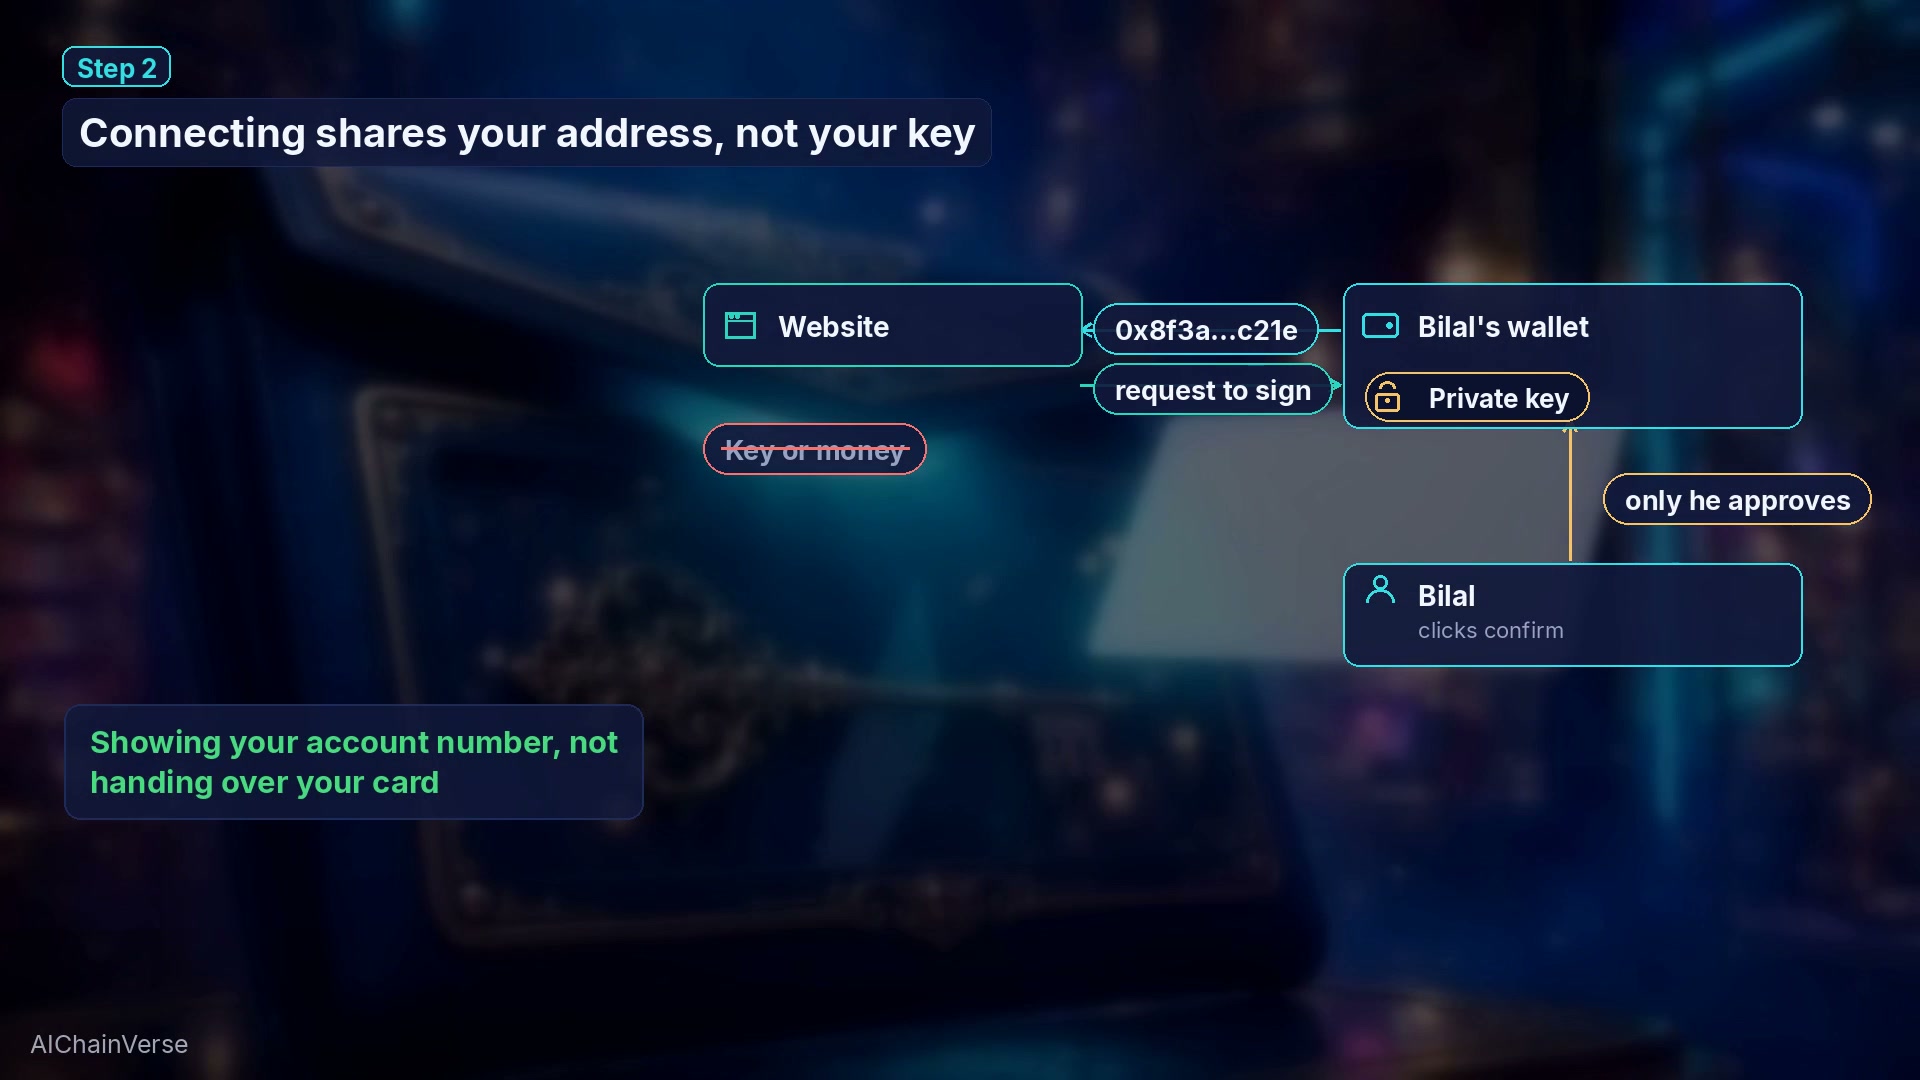 Step 2
Connecting shares your address, not your key
Website
0x8f3a...c21e
Bilal's wallet
request to sign
Private key
Key or money
only he approves
Bilal
clicks confirm
Showing your account number, not
handing over your card
AIChainVerse